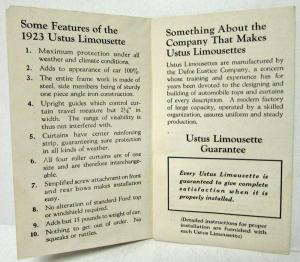 Some Features of the
1923 Ustus Limousette
1. Maximum protection under all
weather and climate conditions.
2. Adds to appearance of car 100%.
3. The entire frame work is made of
steel, side members being of sturdy
one piece angle iron construction.
4. Uprights which control cur-
tain travel measure but 2¼" in
width. The range of visability is
thus not interfered with.
5. Curtains have center reinforcing
strip, guaranteeing sure protection
in all kinds of weather.
6. All four roller curtains are of one
size and are therefore interchange-
able.
7. Simplified screw attachment on front
and rear bows makes installation
easy.
8. No alteration of standard Ford top
or windshield required.
9. Adds but 15 pounds to weight of car.
10. Nothing to get out of order. No
squeaks or rattles.
Something About the
Company That Makes
Ustus Limousettes
Ustus Limousettes are manufactured by
the Dafoe Eustice Company, a concern
whose training and experience has for
years been devoted to the designing and
building of automobile tops and curtains
of every description. A modern factory
of large capacity, operated by a skilled
organization, assures uniform and steady
production.
Ustus Limousette
Guarantee
Every Ustus Limousette is
guaranteed to give complete
satisfaction when it is
properly installed.
(Detailed instructions for proper
installation are furnished with
each Ustus Limousette)